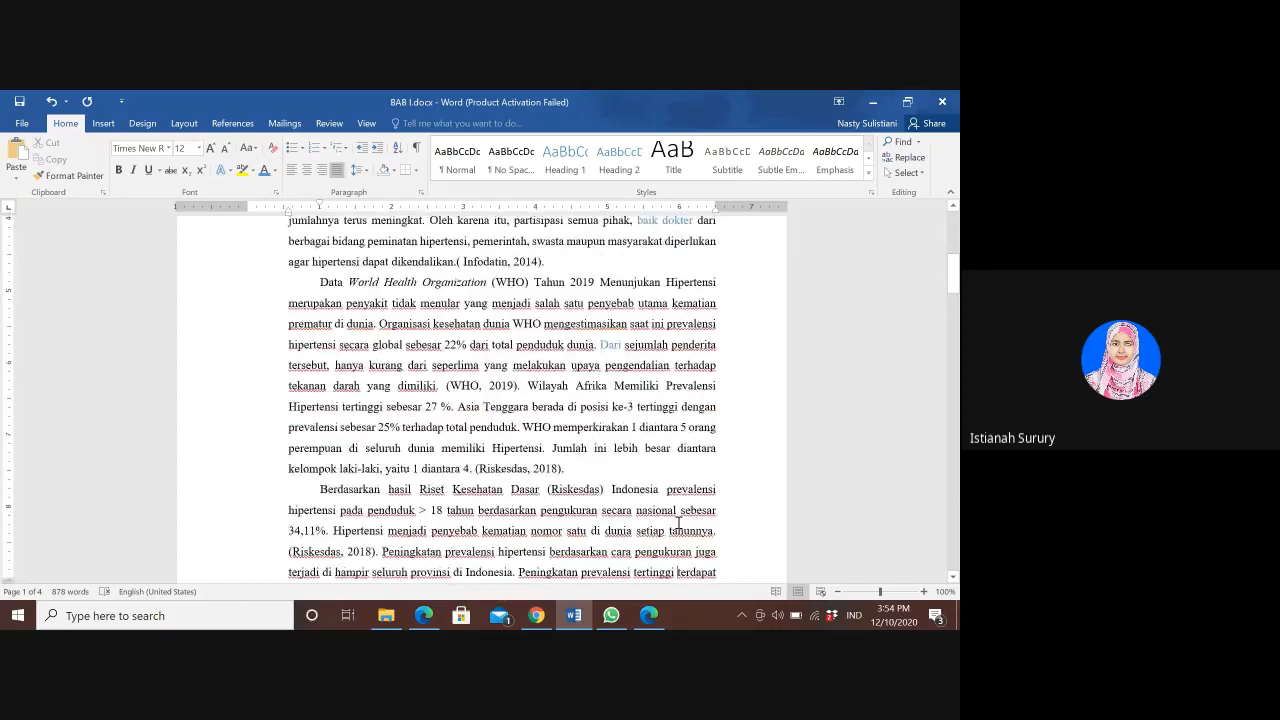 BAB I.docx - Word (Product Activation Failed)
File Home Insert Design Layout References Mailings Review View Tell me what you want to do... Nasty Sulistiani Share
Paste Cut Copy Format Painter
Times New R 12
¶ Normal ¶ No Spac... Heading 1 Heading 2 Title Subtitle Subtle Em... Emphasis
Find Replace Select
Clipboard Font Paragraph Styles Editing
jumlahnya terus meningkat. Oleh karena itu, partisipasi semua pihak, baik dokter dari
berbagai bidang peminatan hipertensi, pemerintah, swasta maupun masyarakat diperlukan
agar hipertensi dapat dikendalikan.( Infodatin, 2014).
Data World Health Organization (WHO) Tahun 2019 Menunjukan Hipertensi
merupakan penyakit tidak menular yang menjadi salah satu penyebab utama kematian
prematur di dunia. Organisasi kesehatan dunia WHO mengestimasikan saat ini prevalensi
hipertensi secara global sebesar 22% dari total penduduk dunia. Dari sejumlah penderita
tersebut, hanya kurang dari seperlima yang melakukan upaya pengendalian terhadap
tekanan darah yang dimiliki. (WHO, 2019). Wilayah Afrika Memiliki Prevalensi
Hipertensi tertinggi sebesar 27 %. Asia Tenggara berada di posisi ke-3 tertinggi dengan
prevalensi sebesar 25% terhadap total penduduk. WHO memperkirakan 1 diantara 5 orang
perempuan di seluruh dunia memiliki Hipertensi. Jumlah ini lebih besar diantara
kelompok laki-laki, yaitu 1 diantara 4. (Riskesdas, 2018).
Berdasarkan hasil Riset Kesehatan Dasar (Riskesdas) Indonesia prevalensi
hipertensi pada penduduk > 18 tahun berdasarkan pengukuran secara nasional sebesar
34,11%. Hipertensi menjadi penyebab kematian nomor satu di dunia setiap tahunnya.
(Riskesdas, 2018). Peningkatan prevalensi hipertensi berdasarkan cara pengukuran juga
terjadi di hampir seluruh provinsi di Indonesia. Peningkatan prevalensi tertinggi terdapat
Page 1 of 4 878 words English (United States) 100%
Type here to search
IND
3:54 PM
12/10/2020
Istianah Surury